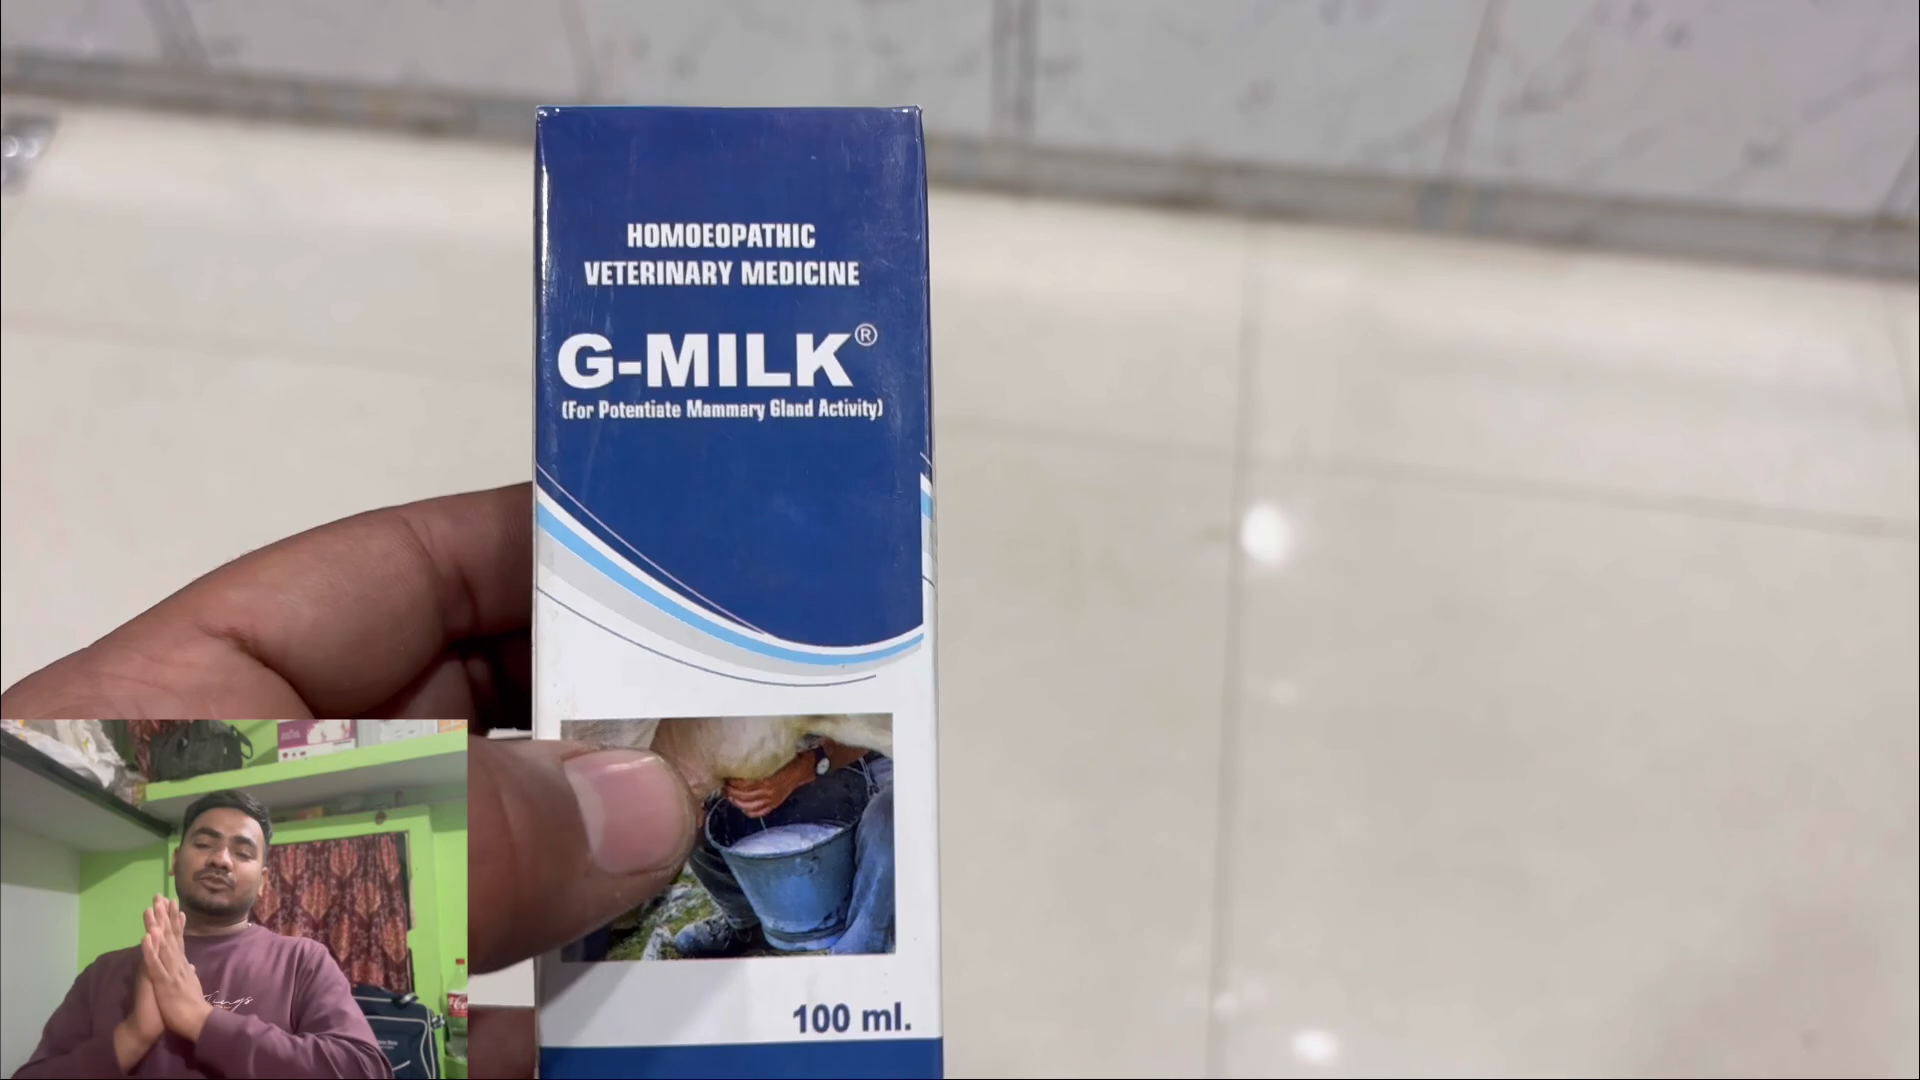 HOMOEOPATHIC
VETERINARY MEDICINE
G-MILK®
(For Potentiate Mammary Gland Activity)
100 ml.